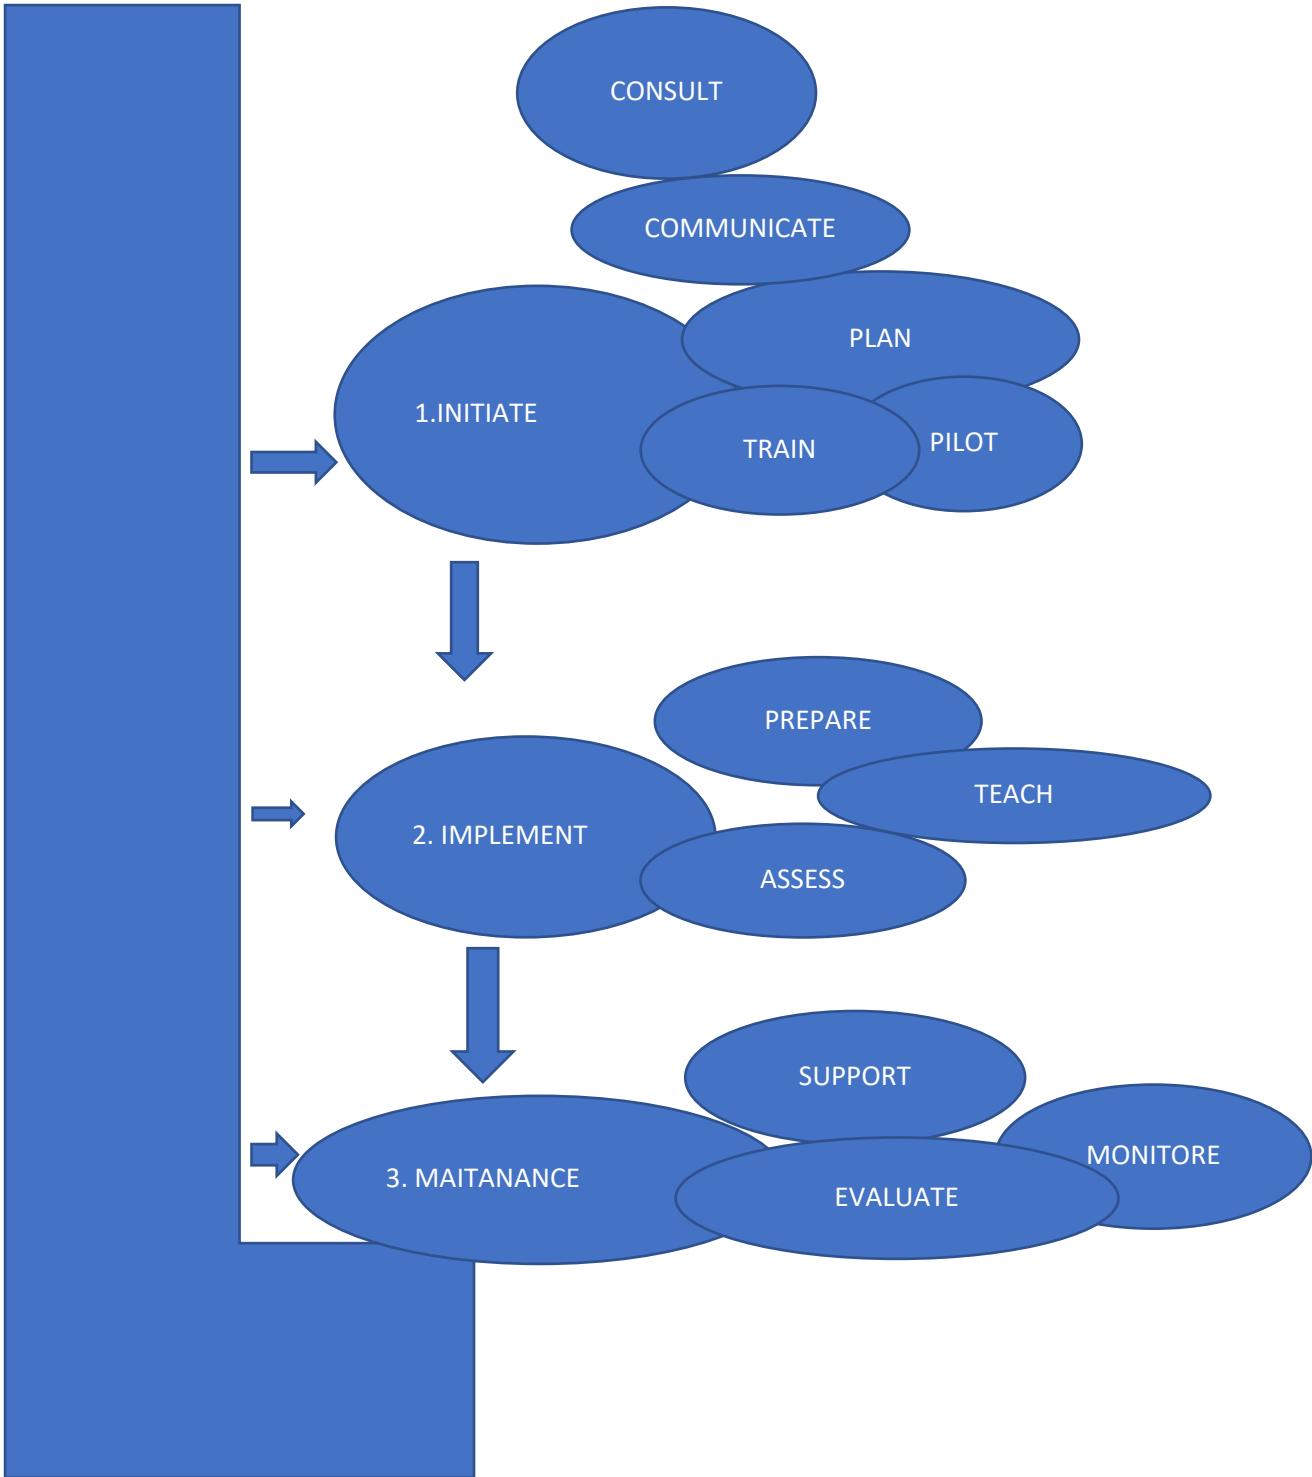 CONSULT
COMMUNICATE
PLAN
1.INITIATE
TRAIN
PILOT
PREPARE
TEACH
2. IMPLEMENT
ASSESS
SUPPORT
MONITORE
3. MAITANANCE
EVALUATE